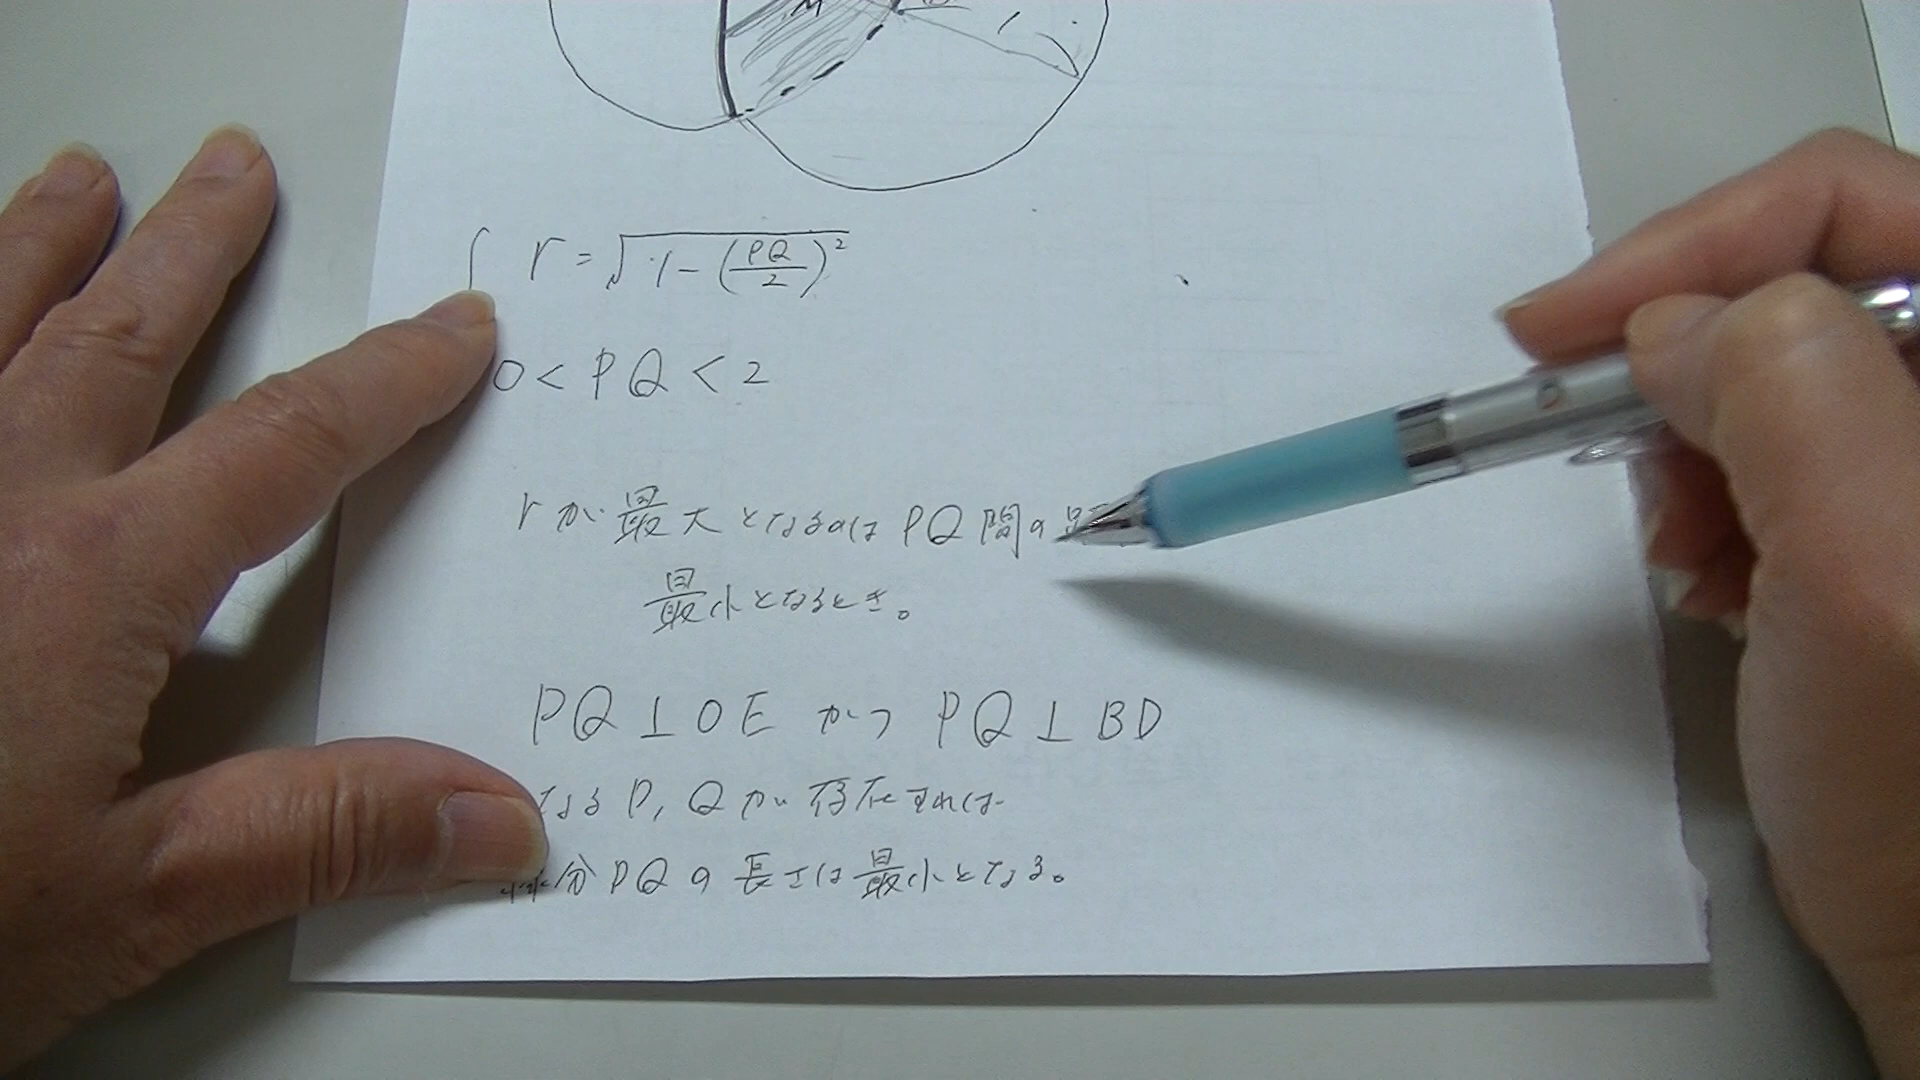 r = √1 - (PQ/2)²
0 < PQ < 2
rが最大となるのはPQ間の
最小となるとき。
PQ⊥OE かつ PQ⊥BD
なるP, Qが存在すれば
線分PQの長さは最小となる。